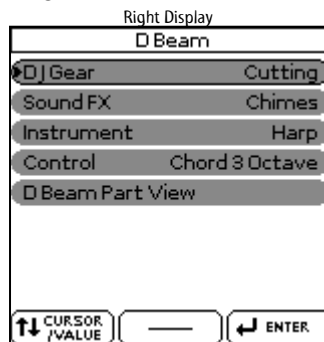 Right Display
D Beam
DJ Gear Cutting
Sound FX Chimes
Instrument Harp
Control Chord 3 Octave
D Beam Part View
CURSOR
/VALUE
ENTER